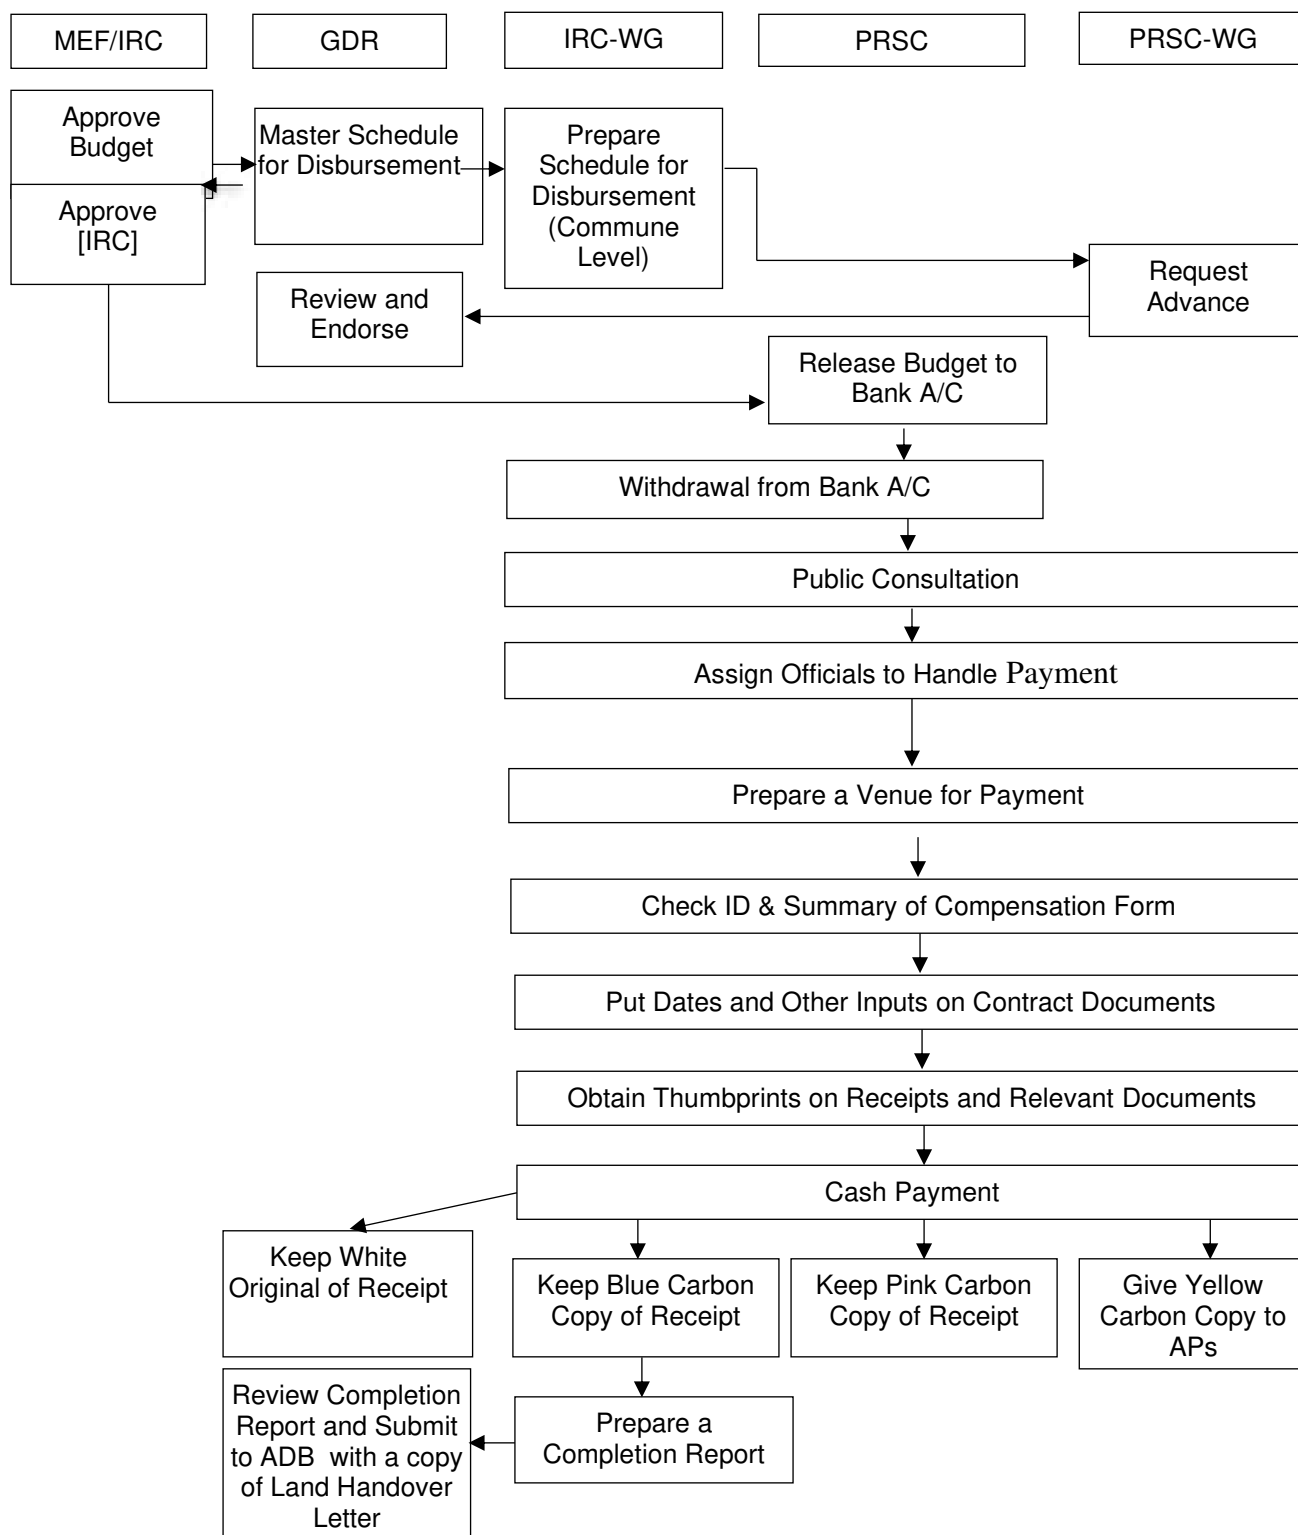 MEF/IRC
GDR
IRC-WG
PRSC
PRSC-WG
Approve
Budget
Master Schedule
for Disbursement
Prepare
Schedule for
Disbursement
(Commune
Level)
Approve
[IRC]
Request
Advance
Review and
Endorse
Release Budget to
Bank A/C
Withdrawal from Bank A/C
Public Consultation
Assign Officials to Handle Payment
Prepare a Venue for Payment
Check ID & Summary of Compensation Form
Put Dates and Other Inputs on Contract Documents
Obtain Thumbprints on Receipts and Relevant Documents
Cash Payment
Keep White
Original of Receipt
Keep Blue Carbon
Copy of Receipt
Keep Pink Carbon
Copy of Receipt
Give Yellow
Carbon Copy to
APs
Review Completion
Report and Submit
to ADB with a copy
of Land Handover
Letter
Prepare a
Completion Report